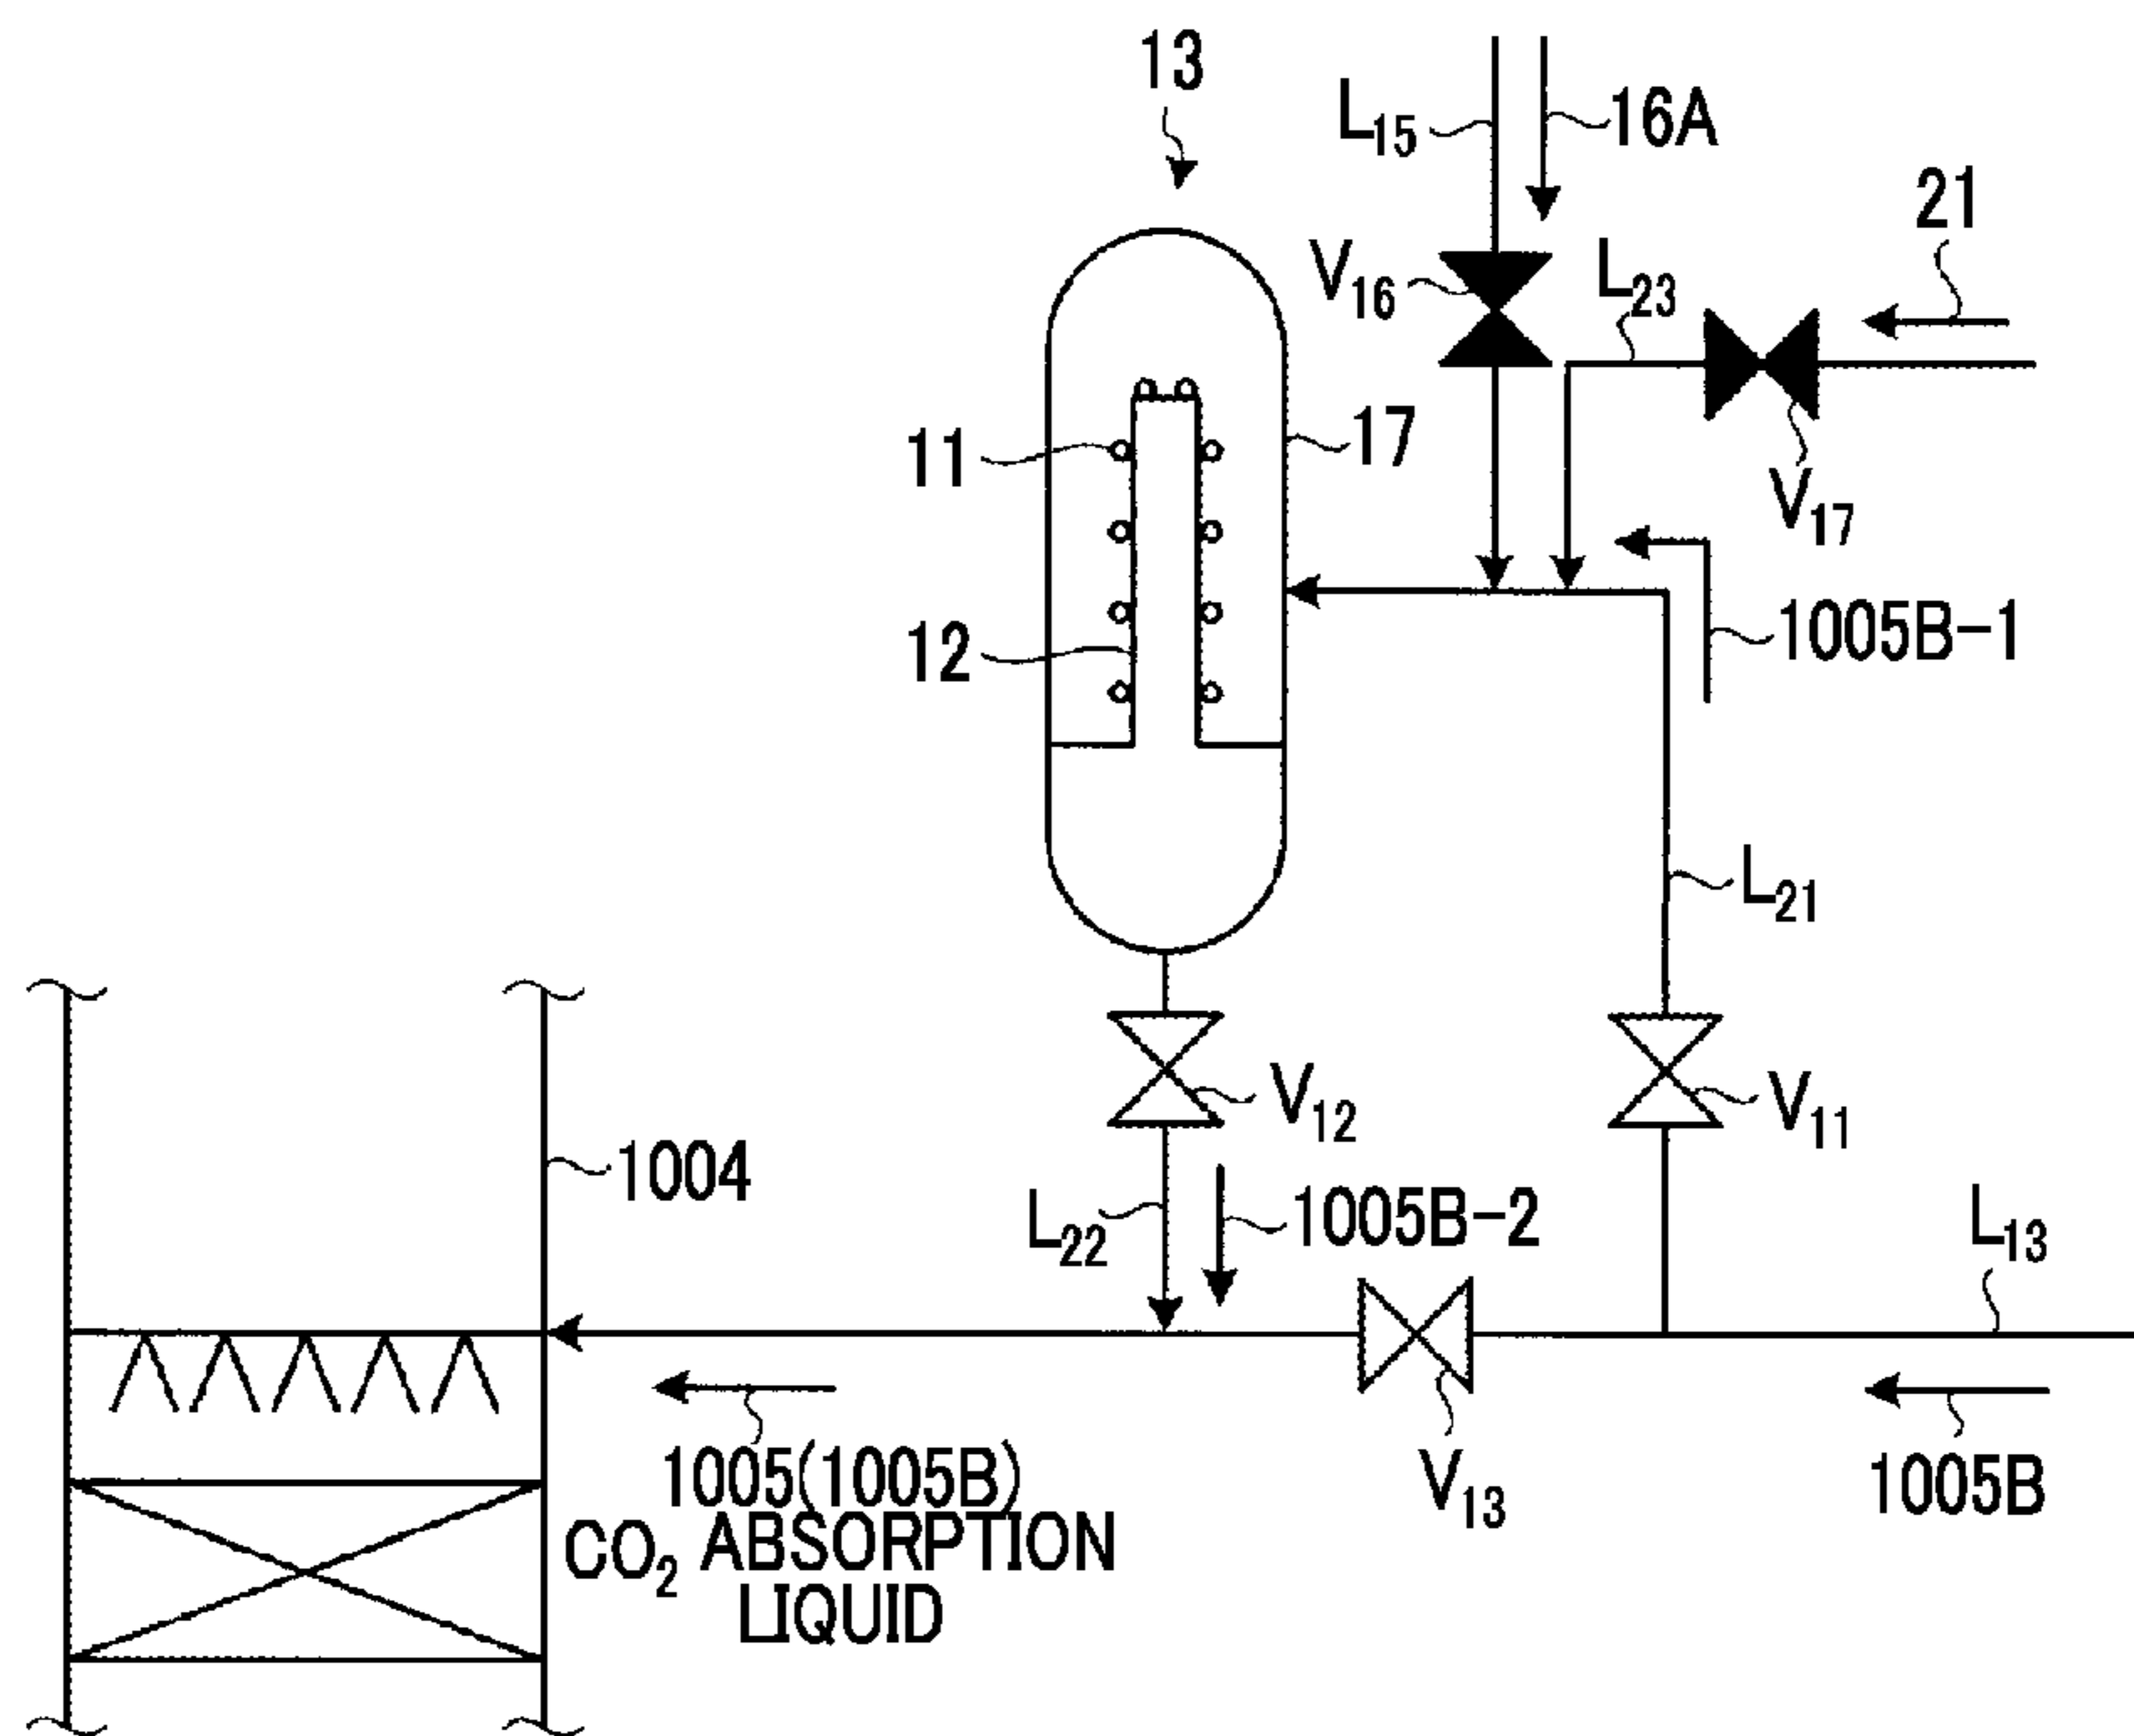 13
L15
16A
21
V16
L23
11
17
V17
12
1005B-1
L21
V12
V11
1004
L22
1005B-2
L13
1005(1005B)
CO2 ABSORPTION
LIQUID
V13
1005B